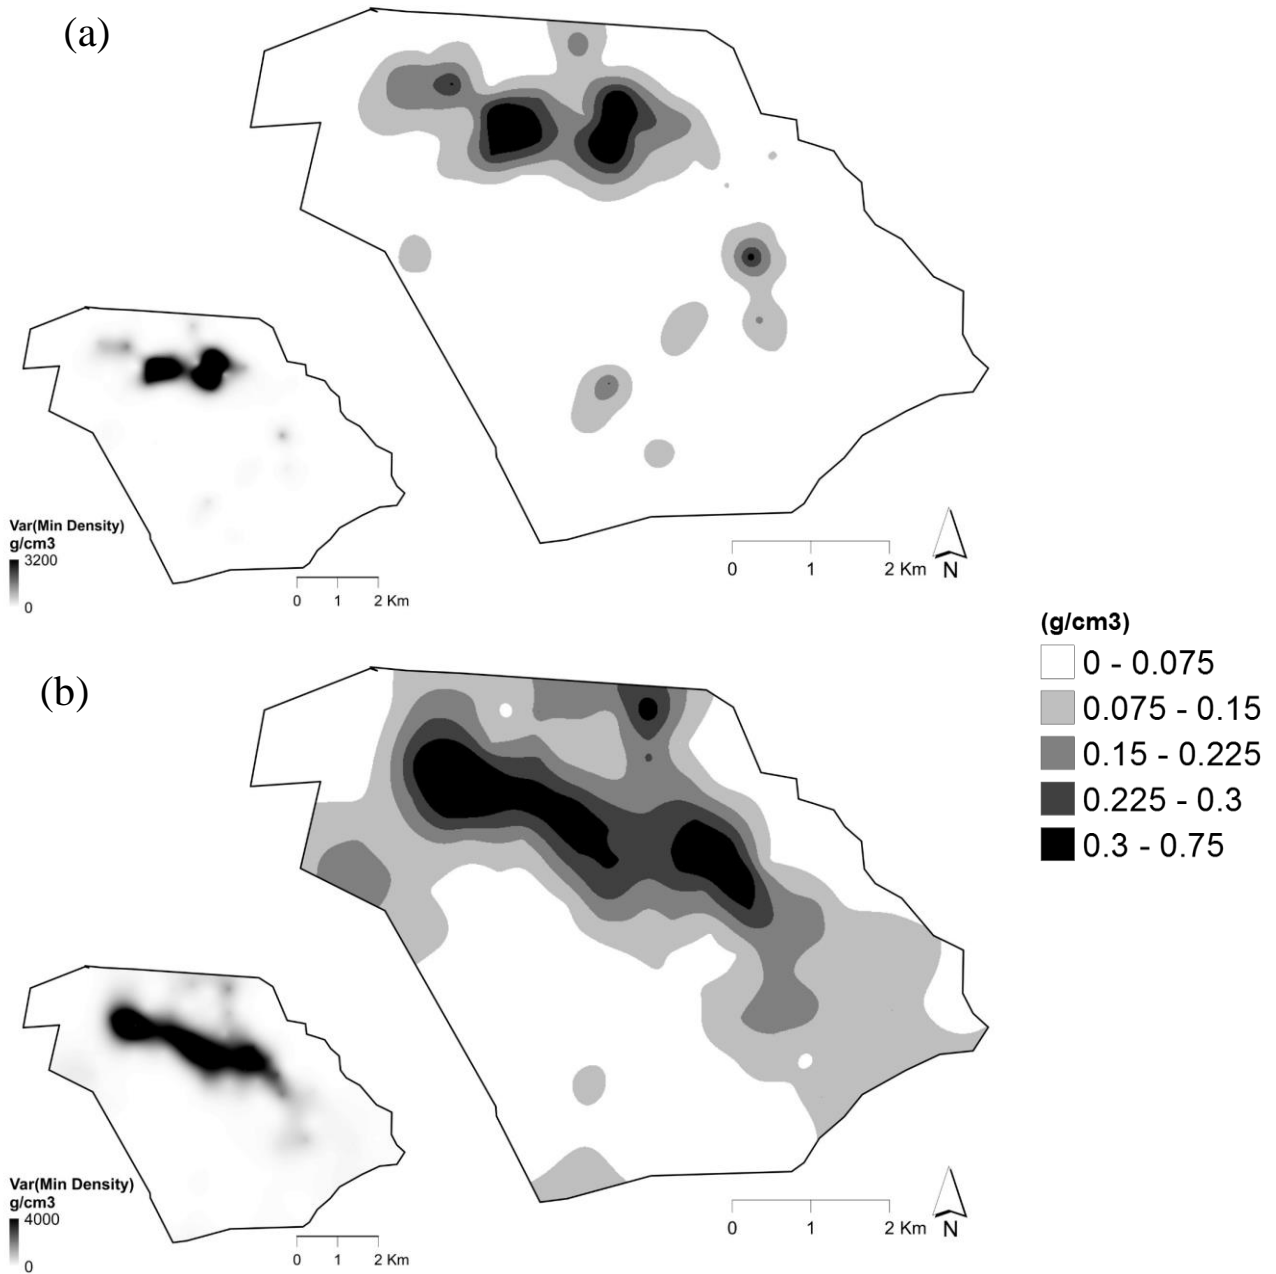 (a)
Var(Min Density)
g/cm3
3200
0
0 1 2 Km
0 1 2 Km
N
(g/cm3)
0 - 0.075
0.075 - 0.15
0.15 - 0.225
0.225 - 0.3
0.3 - 0.75
(b)
Var(Min Density)
g/cm3
4000
0
0 1 2 Km
0 1 2 Km
N